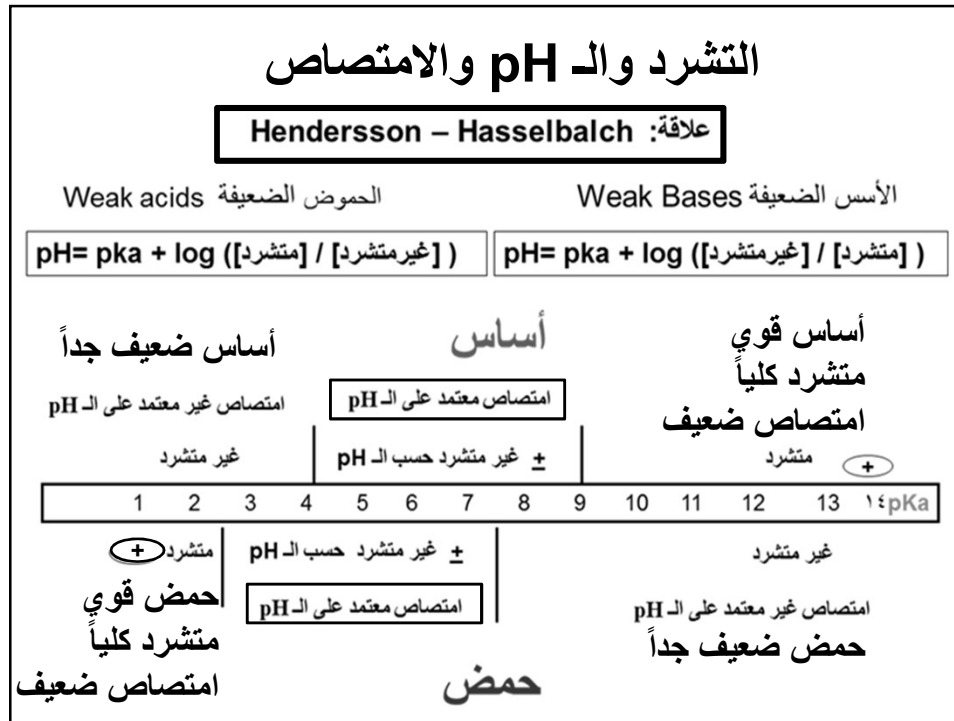 التشرد والـ pH والامتصاص
علاقة: Hendersson – Hasselbalch
الأسس الضعيفة Weak Bases
الحموض الضعيفة Weak acids
pH= pka + log ([غيرمتشرد] / [متشرد] )
pH= pka + log ([متشرد] / [غيرمتشرد] )
أساس قوي
متشرد كلياً
امتصاص ضعيف
أساس
أساس ضعيف جداً
امتصاص معتمد على الـ pH
امتصاص غير معتمد على الـ pH
متشرد +
± غير متشرد حسب الـ pH
غير متشرد
1 2 3 4 5 6 7 8 9 10 11 12 13 ١٤ pKa
غير متشرد
± غير متشرد حسب الـ pH
متشرد +
امتصاص غير معتمد على الـ pH
حمض ضعيف جداً
امتصاص معتمد على الـ pH
حمض قوي
متشرد كلياً
امتصاص ضعيف
حمض